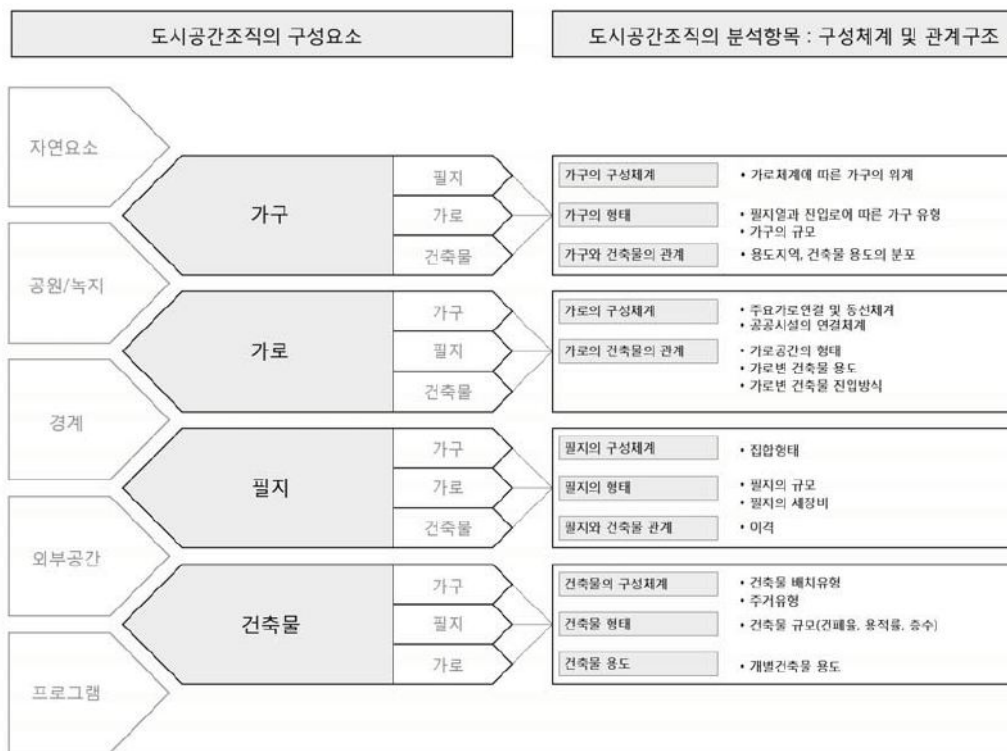 도시공간조직의 구성요소
도시공간조직의 분석항목 : 구성체계 및 관계구조
자연요소
공원/녹지
경계
외부공간
프로그램
가구
필지
가로
건축물
가구의 구성체계
• 가로체계에 따른 가구의 위계
가구의 형태
• 필지열과 진입로에 따른 가구 유형
• 가구의 규모
가구와 건축물의 관계
• 용도지역, 건축물 용도의 분포
가로
가구
필지
건축물
가로의 구성체계
• 주요가로연결 및 동선체계
• 공공시설의 연결체계
가로의 건축물의 관계
• 가로공간의 형태
• 가로변 건축물 용도
• 가로변 건축물 진입방식
필지
가구
가로
건축물
필지의 구성체계
• 집합형태
필지의 형태
• 필지의 규모
• 필지의 세장비
필지와 건축물 관계
• 이격
건축물
가구
필지
가로
건축물의 구성체계
• 건축물 배치유형
• 주거유형
건축물 형태
• 건축물 규모(건폐율, 용적률, 층수)
건축물 용도
• 개별건축물 용도